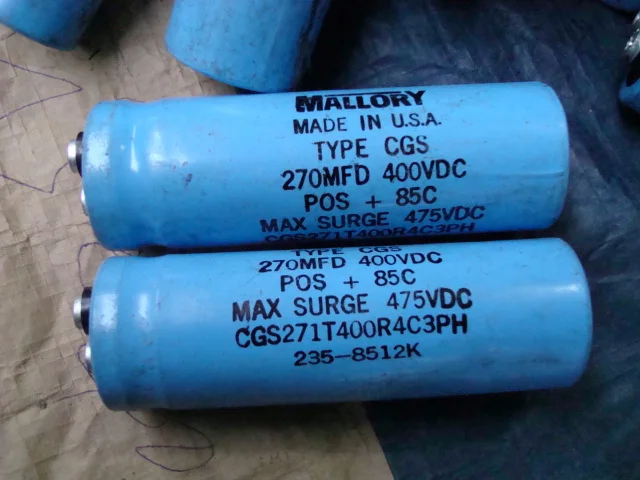 MALLORY
MADE IN U.S.A.
TYPE CGS
270MFD 400VDC
POS + 85C
MAX SURGE 475VDC
CGS271T400R4C3PH
TYPE CGS
270MFD 400VDC
POS + 85C
MAX SURGE 475VDC
CGS271T400R4C3PH
235-8512K